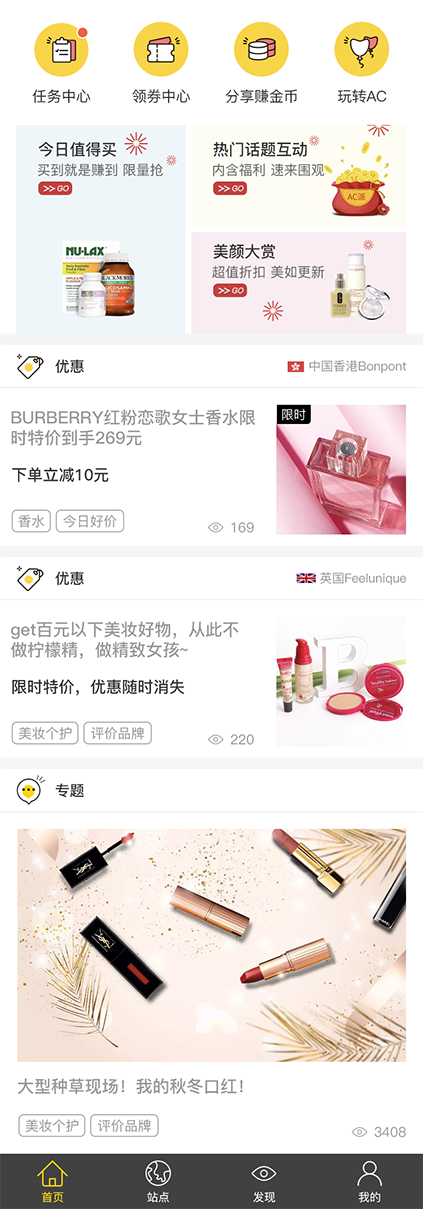 任务中心
领券中心
分享赚金币
玩转AC
今日值得买
买到就是赚到 限量抢
>>GO
NU-LAX
BLACKMORES
GLUCOSAMINE
热门话题互动
内含福利 速来围观
>>GO
AC派
美颜大赏
超值折扣 美如更新
>>GO
优惠
中国香港Bonpont
BURBERRY红粉恋歌女士香水限
时特价到手269元
下单立减10元
香水
今日好价
169
限时
优惠
英国Feelunique
get百元以下美妆好物，从此不
做柠檬精，做精致女孩~
限时特价，优惠随时消失
美妆个护
评价品牌
220
B
专题
大型种草现场！我的秋冬口红！
美妆个护
评价品牌
3408
首页
站点
发现
我的